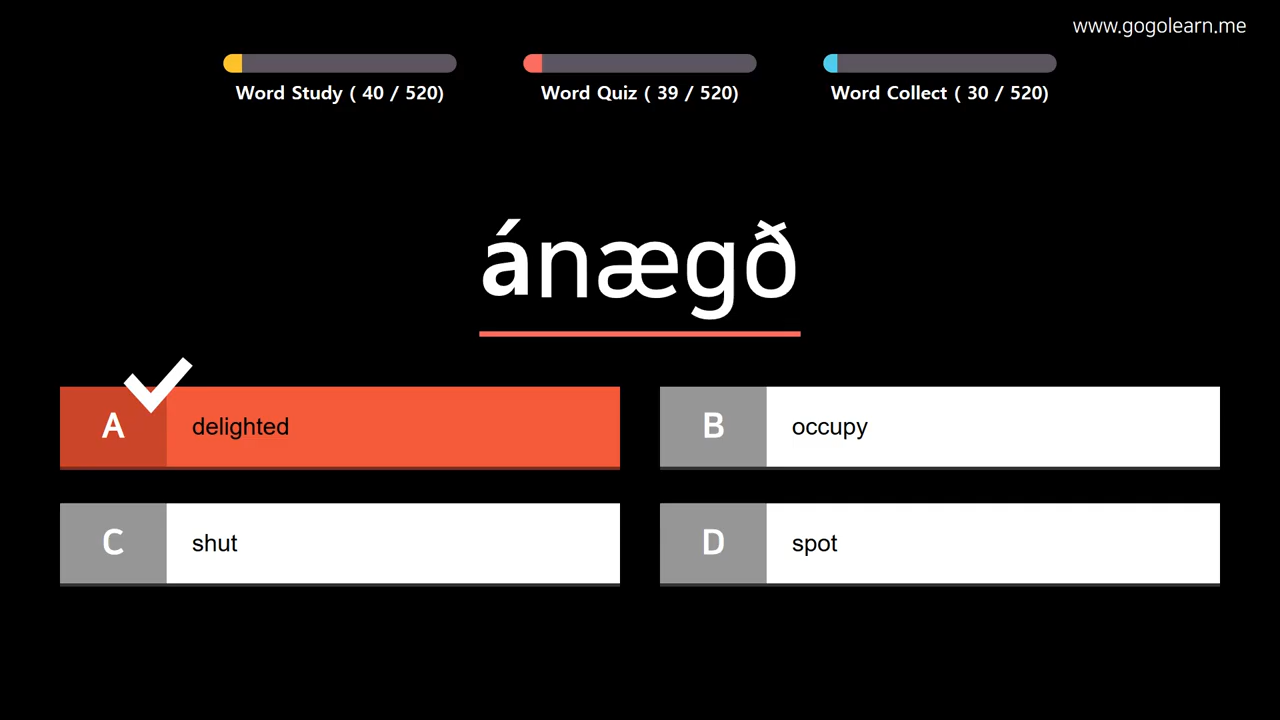 www.gogolearn.me
Word Study ( 40 / 520)
Word Quiz ( 39 / 520)
Word Collect ( 30 / 520)
ánægð
A delighted
B occupy
C shut
D spot